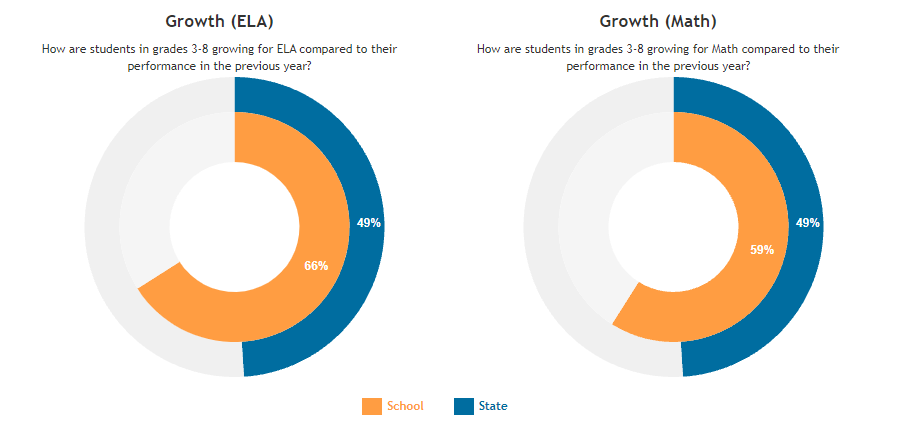 Growth (ELA)
How are students in grades 3-8 growing for ELA compared to their
performance in the previous year?
49%
66%
Growth (Math)
How are students in grades 3-8 growing for Math compared to their
performance in the previous year?
49%
59%
School
State